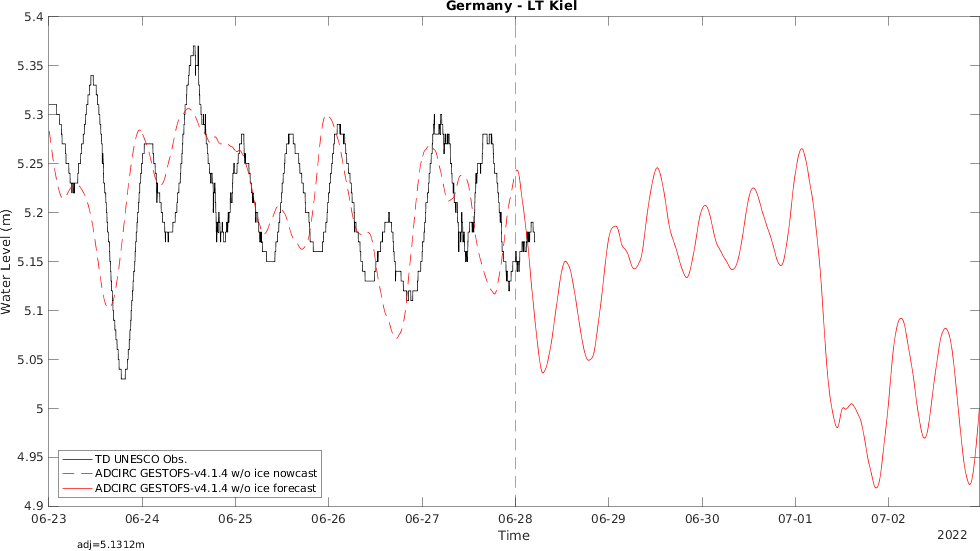 Germany - LT Kiel
5.4
5.35
5.3
5.25
5.2
5.15
5.1
5.05
5
4.95
4.9
Water Level (m)
TD UNESCO Obs.
ADCIRC GESTOFS-v4.1.4 w/o ice nowcast
ADCIRC GESTOFS-v4.1.4 w/o ice forecast
06-23 06-24 06-25 06-26 06-27 06-28 06-29 06-30 07-01 07-02
Time
2022
adj=5.1312m